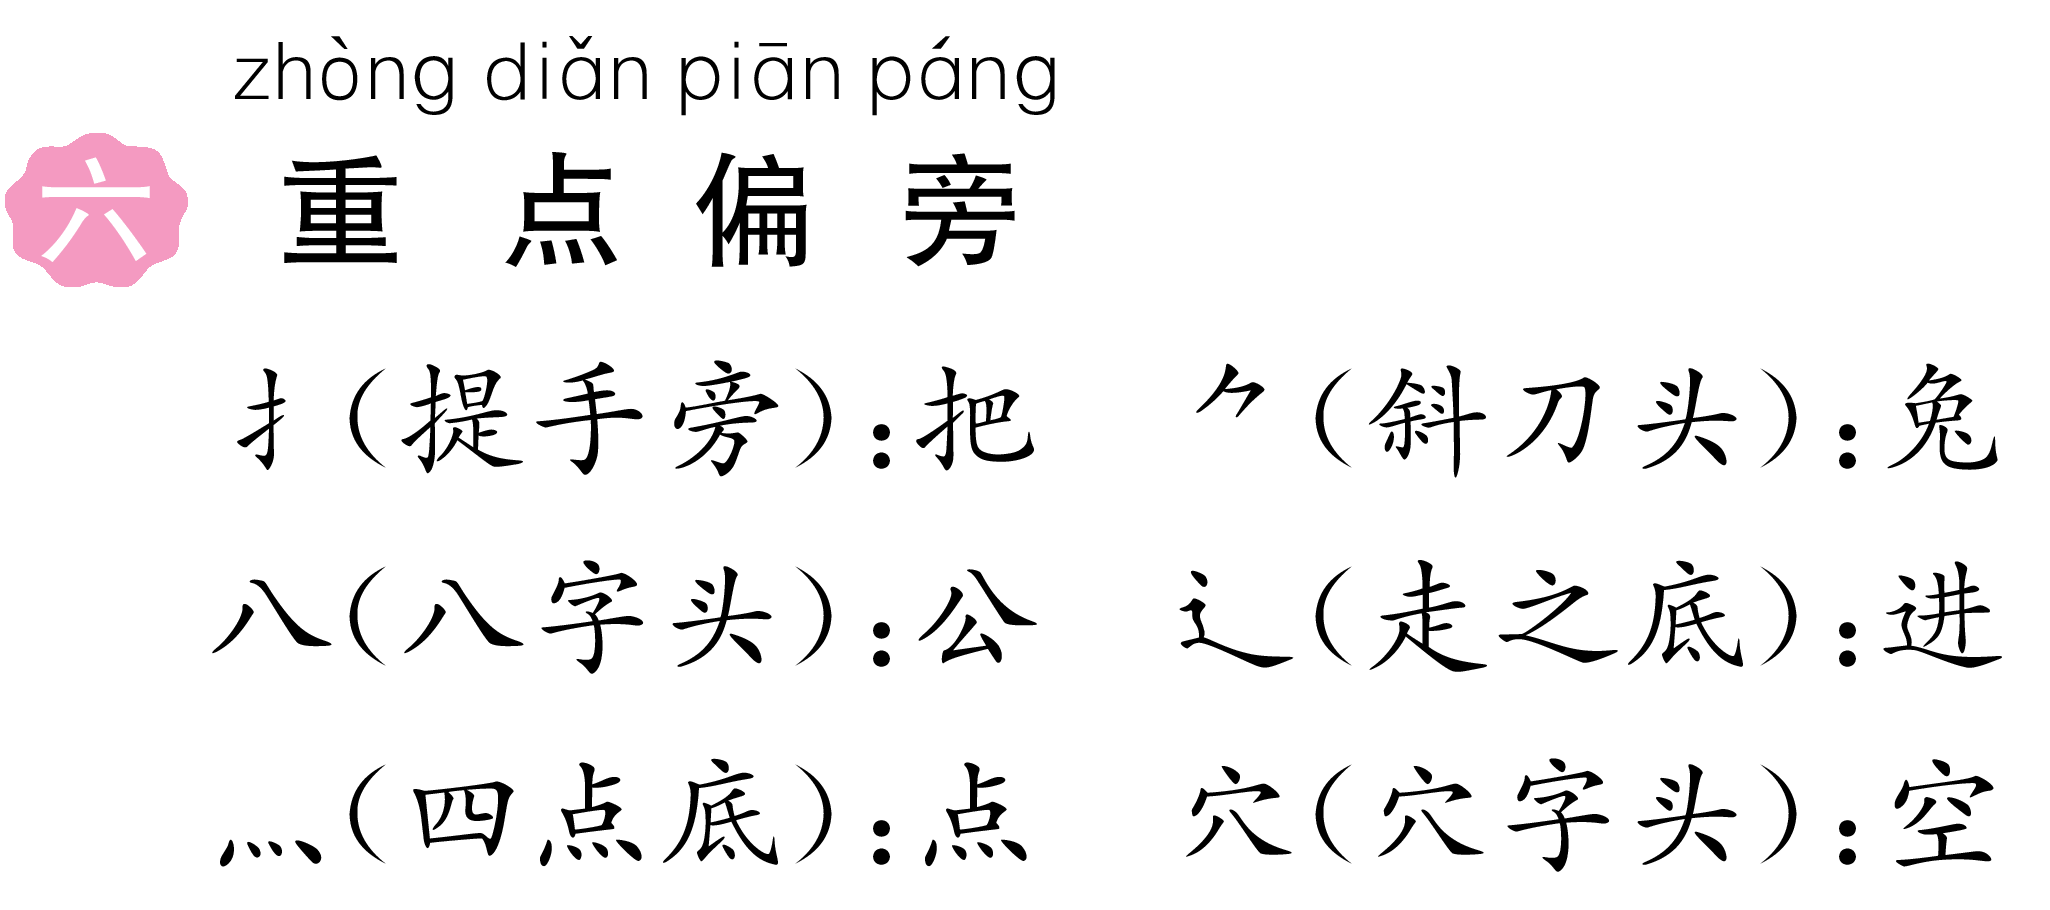 zhòng diǎn piān páng
六 重点偏旁
扌(提手旁):把 ⺈(斜刀头):兔
八(八字头):公 辶(走之底):进
灬(四点底):点 穴(穴字头):空